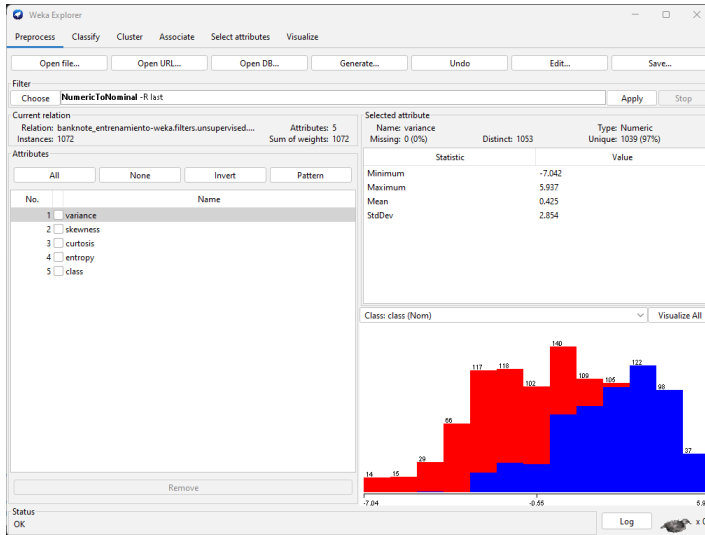 Weka Explorer
Preprocess Classify Cluster Associate Select attributes Visualize
Open file... Open URL... Open DB... Generate... Undo Edit... Save...
Filter
Choose NumericToNominal -R last Apply Stop
Current relation
Relation: banknote_entrenamiento-weka.filters.unsupervised.... Attributes: 5
Instances: 1072 Sum of weights: 1072
Attributes
All None Invert Pattern
No. Name
1 variance
2 skewness
3 curtosis
4 entropy
5 class
Remove
Selected attribute
Name: variance Type: Numeric
Missing: 0 (0%) Distinct: 1053 Unique: 1039 (97%)
Statistic Value
Minimum -7.042
Maximum 5.937
Mean 0.425
StdDev 2.854
Class: class (Nom) Visualize All
14 15 29 66 117 118 102 140 109 105 122 98 37
-7.04 -0.55 5.9
Status
OK
Log x 0